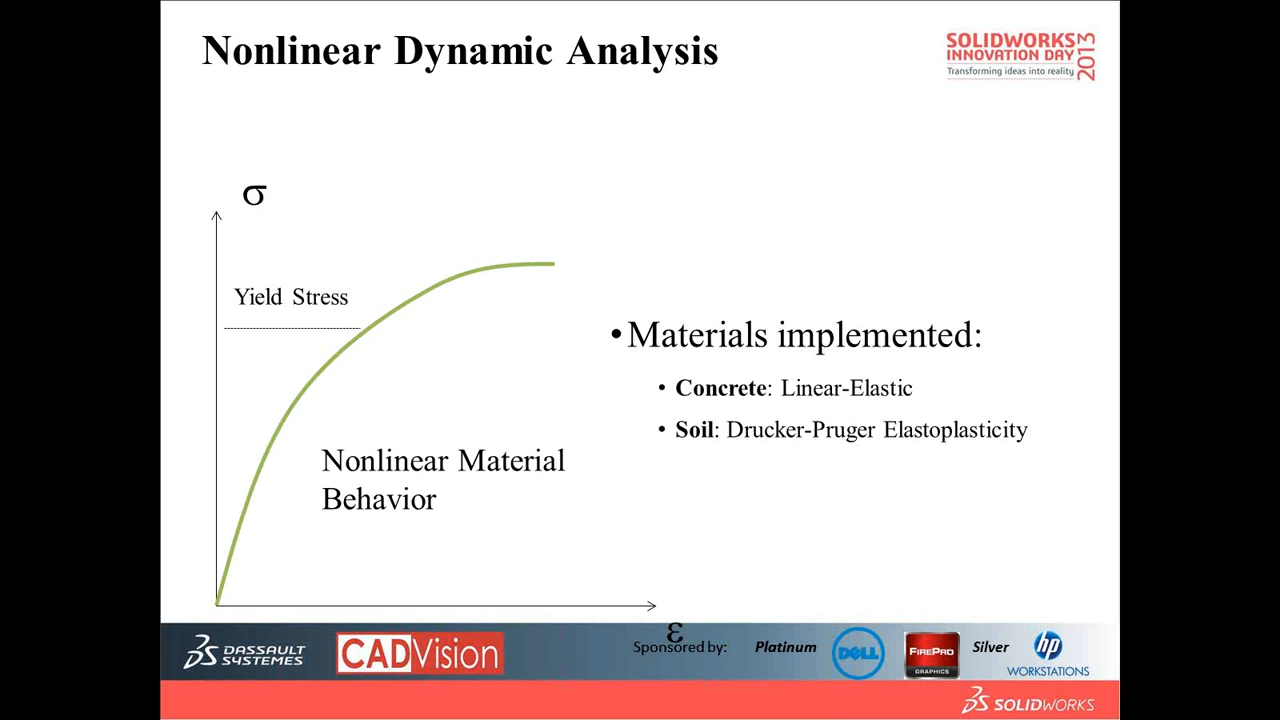 Nonlinear Dynamic Analysis
SOLIDWORKS
INNOVATION DAY
2013
Transforming ideas into reality
σ
Yield Stress
•Materials implemented:
• Concrete: Linear-Elastic
• Soil: Drucker-Pruger Elastoplasticity
Nonlinear Material
Behavior
ε
DASSAULT
SYSTEMES
CADVision
Sponsored by:
Platinum
DELL
FIREPRO
GRAPHICS
Silver
hp
WORKSTATIONS
SOLIDWORKS